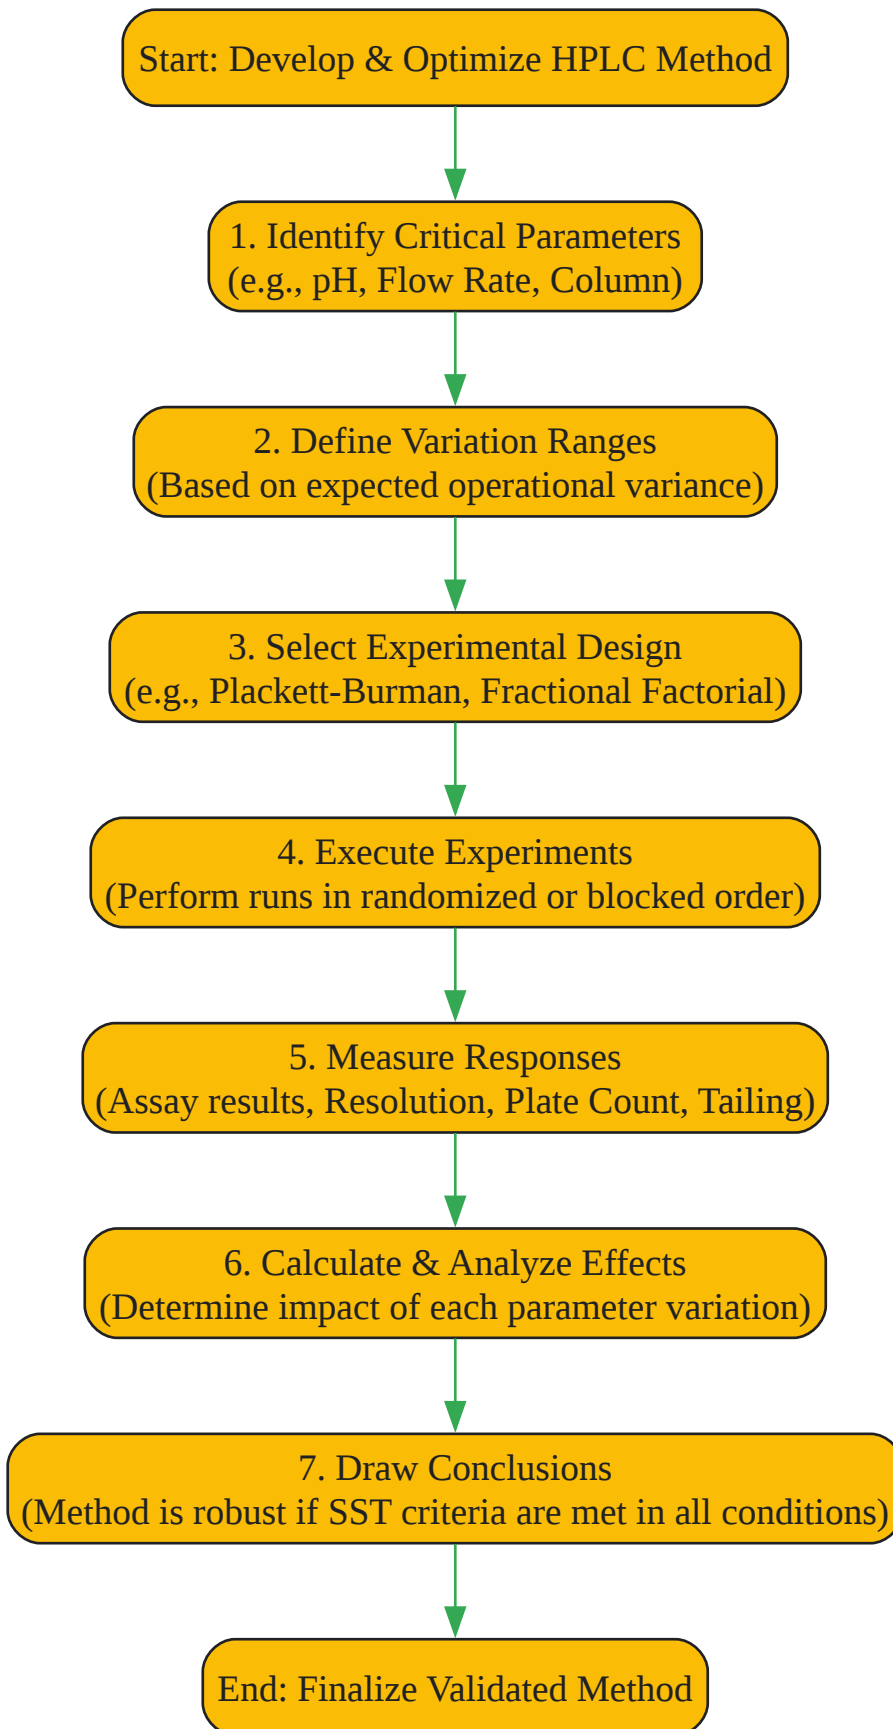 Start: Develop & Optimize HPLC Method
1. Identify Critical Parameters
(e.g., pH, Flow Rate, Column)
2. Define Variation Ranges
(Based on expected operational variance)
3. Select Experimental Design
(e.g., Plackett-Burman, Fractional Factorial)
4. Execute Experiments
(Perform runs in randomized or blocked order)
5. Measure Responses
(Assay results, Resolution, Plate Count, Tailing)
6. Calculate & Analyze Effects
(Determine impact of each parameter variation)
7. Draw Conclusions
(Method is robust if SST criteria are met in all conditions)
End: Finalize Validated Method